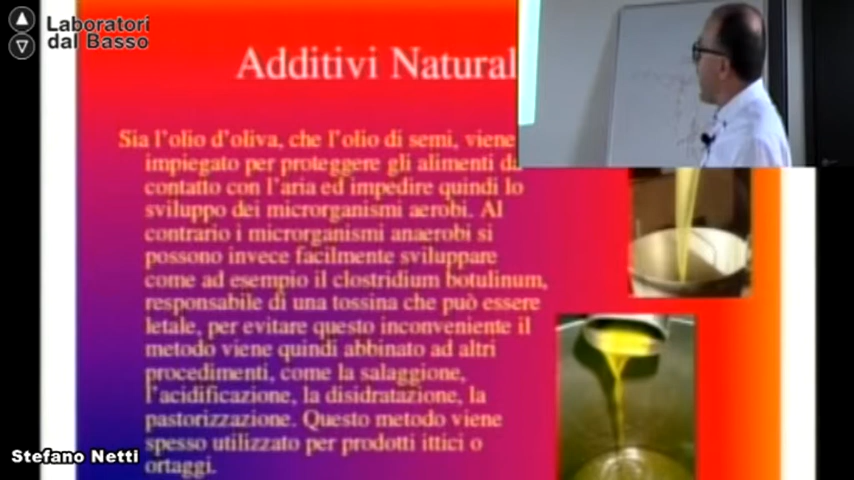 Laboratori
dal Basso
Additivi Natural
Sia l'olio d'oliva, che l'olio di semi, viene
impiegato per proteggere gli alimenti da
contatto con l'aria ed impedire quindi lo
sviluppo dei microrganismi aerobi. Al
contrario i microrganismi anaerobi si
possono invece facilmente sviluppare
come ad esempio il clostridium botulinum,
responsabile di una tossina che può essere
letale, per evitare questo inconveniente il
metodo viene quindi abbinato ad altri
procedimenti, come la salaggione,
l'acidificazione, la disidratazione, la
pastorizzazione. Questo metodo viene
spesso utilizzato per prodotti ittici o
ortaggi.
Stefano Netti